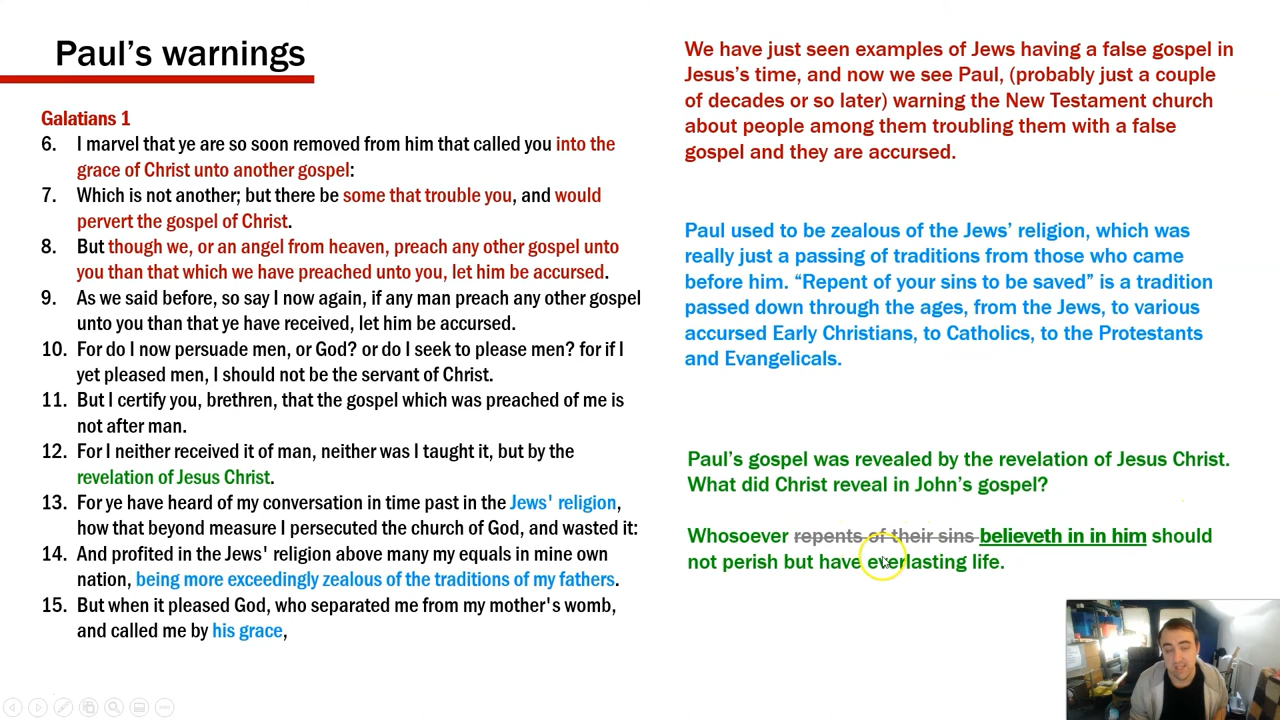 Paul's warnings
Galatians 1
6. I marvel that ye are so soon removed from him that called you into the
grace of Christ unto another gospel:
7. Which is not another; but there be some that trouble you, and would
pervert the gospel of Christ.
8. But though we, or an angel from heaven, preach any other gospel unto
you than that which we have preached unto you, let him be accursed.
9. As we said before, so say I now again, if any man preach any other gospel
unto you than that ye have received, let him be accursed.
10. For do I now persuade men, or God? or do I seek to please men? for if I
yet pleased men, I should not be the servant of Christ.
11. But I certify you, brethren, that the gospel which was preached of me is
not after man.
12. For I neither received it of man, neither was I taught it, but by the
revelation of Jesus Christ.
13. For ye have heard of my conversation in time past in the Jews' religion,
how that beyond measure I persecuted the church of God, and wasted it:
14. And profited in the Jews' religion above many my equals in mine own
nation, being more exceedingly zealous of the traditions of my fathers.
15. But when it pleased God, who separated me from my mother's womb,
and called me by his grace,
We have just seen examples of Jews having a false gospel in
Jesus's time, and now we see Paul, (probably just a couple
of decades or so later) warning the New Testament church
about people among them troubling them with a false
gospel and they are accursed.
Paul used to be zealous of the Jews' religion, which was
really just a passing of traditions from those who came
before him. “Repent of your sins to be saved” is a tradition
passed down through the ages, from the Jews, to various
accursed Early Christians, to Catholics, to the Protestants
and Evangelicals.
Paul's gospel was revealed by the revelation of Jesus Christ.
What did Christ reveal in John's gospel?
Whosoever repents of their sins believeth in in him should
not perish but have everlasting life.